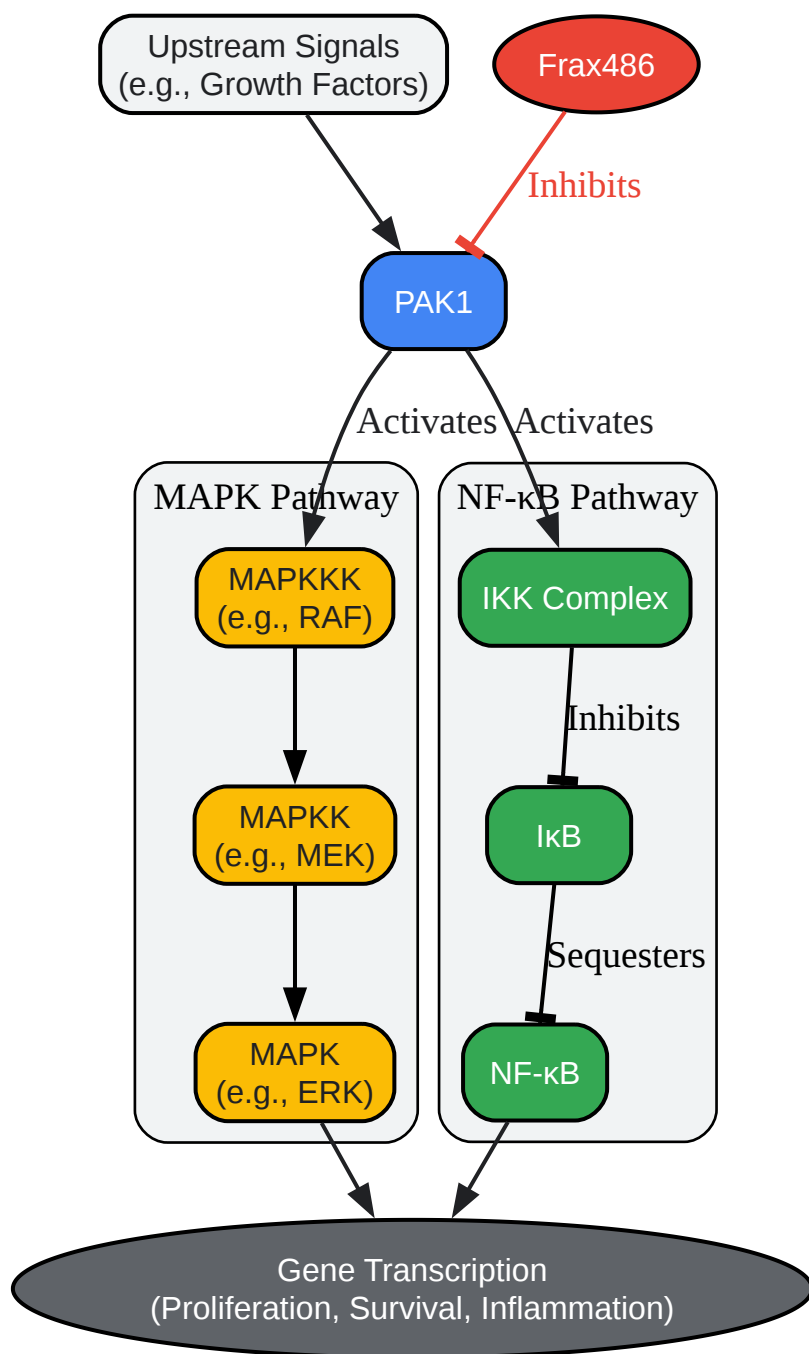 Upstream Signals
(e.g., Growth Factors)
Frax486
Inhibits
PAK1
Activates
Activates
MAPK Pathway
NF-κB Pathway
MAPKKK
(e.g., RAF)
IKK Complex
Inhibits
MAPKK
(e.g., MEK)
IκB
Sequesters
MAPK
(e.g., ERK)
NF-κB
Gene Transcription
(Proliferation, Survival, Inflammation)